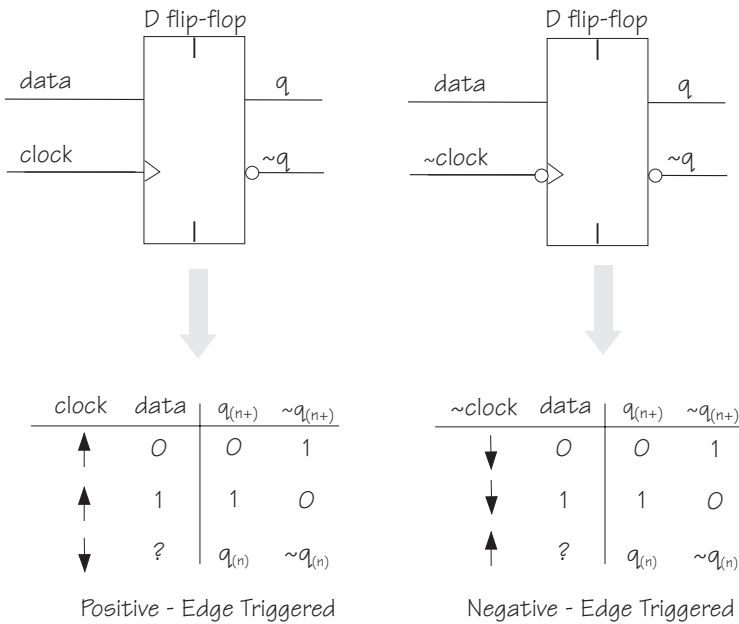 D flip-flop
data
q
clock
~q
D flip-flop
data
q
~clock
~q
clock data q(n+) ~q(n+)
0 0 1
1 1 0
? q(n) ~q(n)
Positive - Edge Triggered
~clock data q(n+) ~q(n+)
0 0 1
1 1 0
? q(n) ~q(n)
Negative - Edge Triggered